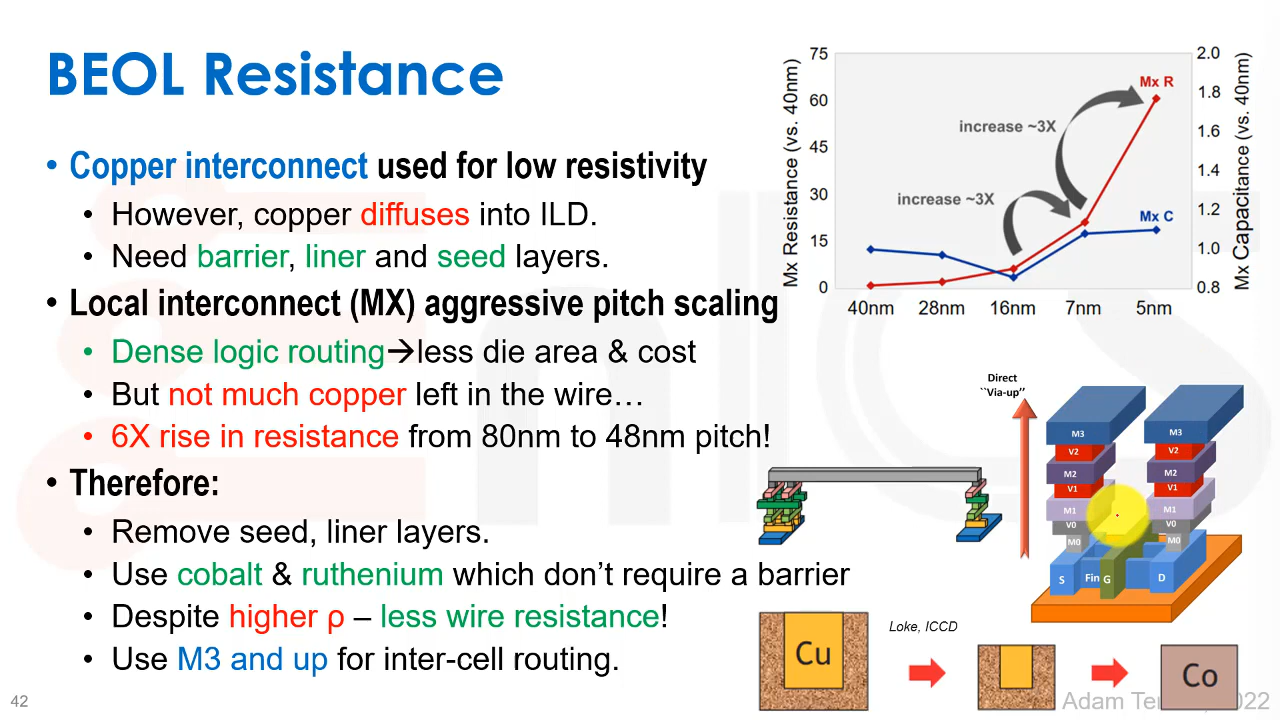 BEOL Resistance
• Copper interconnect used for low resistivity
• However, copper diffuses into ILD.
• Need barrier, liner and seed layers.
• Local interconnect (MX) aggressive pitch scaling
• Dense logic routing→less die area & cost
• But not much copper left in the wire…
• 6X rise in resistance from 80nm to 48nm pitch!
• Therefore:
• Remove seed, liner layers.
• Use cobalt & ruthenium which don’t require a barrier
• Despite higher ρ – less wire resistance!
• Use M3 and up for inter-cell routing.
42
Mx Resistance (vs. 40nm)
75
60
45
30
15
0
Mx R
increase ~3X
increase ~3X
Mx C
2.0
1.8
1.6
1.4
1.2
1.0
0.8
Mx Capacitance (vs. 40nm)
40nm 28nm 16nm 7nm 5nm
Direct
``Via-up’’
M3 M3
V2 V2
M2 M2
V1 V1
M1 M1
V0 V0
M0 M0
S Fin G D
Loke, ICCD
Cu
Co
Adam